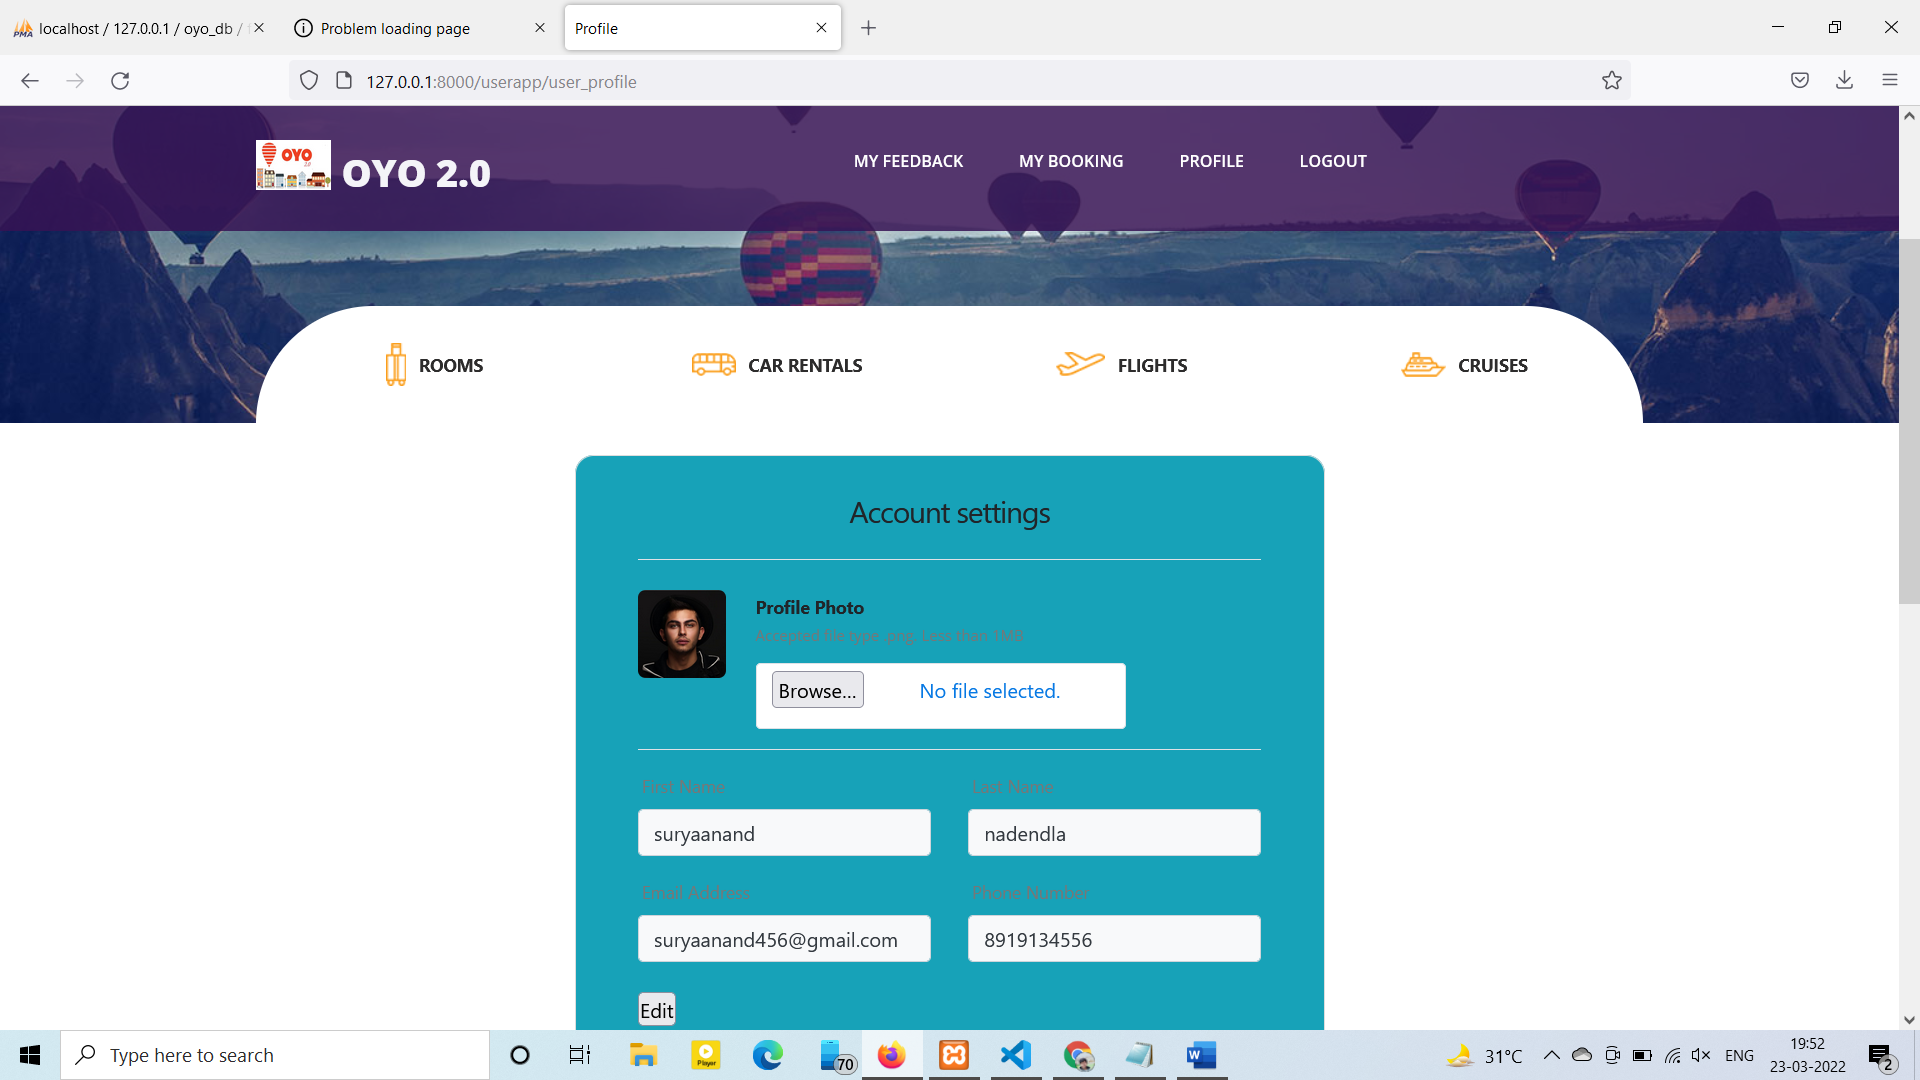 localhost / 127.0.0.1 / oyo_db /
Problem loading page
Profile
127.0.0.1:8000/userapp/user_profile
OYO
2.0
OYO 2.0
MY FEEDBACK
MY BOOKING
PROFILE
LOGOUT
ROOMS
CAR RENTALS
FLIGHTS
CRUISES
Account settings
Profile Photo
Accepted file type .png. Less than 1MB
Browse...
No file selected.
First Name
Last Name
suryaanand
nadendla
Email Address
Phone Number
suryaanand456@gmail.com
8919134556
Edit
Type here to search
Player
70
W
31°C
ENG
19:52
23-03-2022
2